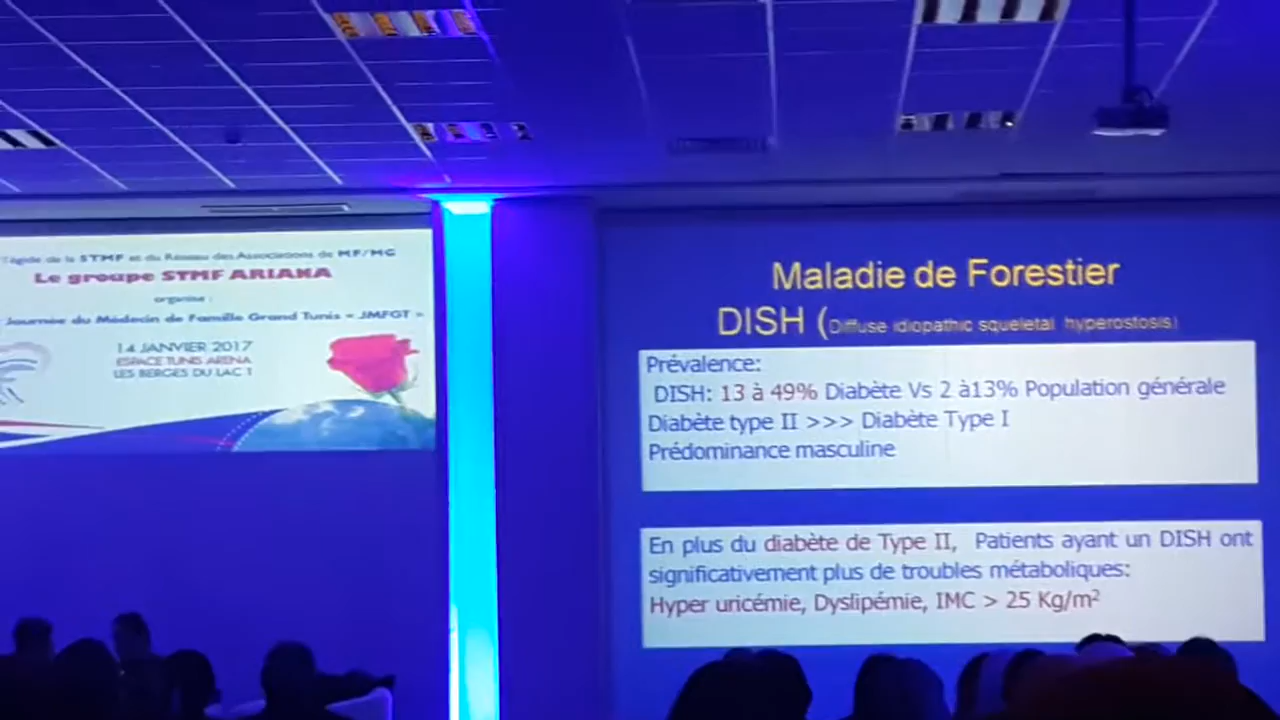 l'égide de la STMF et du Réseau des Associations de MF/MG
Le groupe STMF ARIANA
organise :
Journée du Médecin de Famille Grand Tunis « JMFGT »
14 JANVIER 2017
ESPACE TUNIS ARENA
LES BERGES DU LAC 1
Maladie de Forestier
DISH (Diffuse idiopathic squeletal hyperostosis)
Prévalence:
DISH: 13 à 49% Diabète Vs 2 à13% Population générale
Diabète type II >>> Diabète Type I
Prédominance masculine
En plus du diabète de Type II, Patients ayant un DISH ont
significativement plus de troubles métaboliques:
Hyper uricémie, Dyslipémie, IMC > 25 Kg/m²